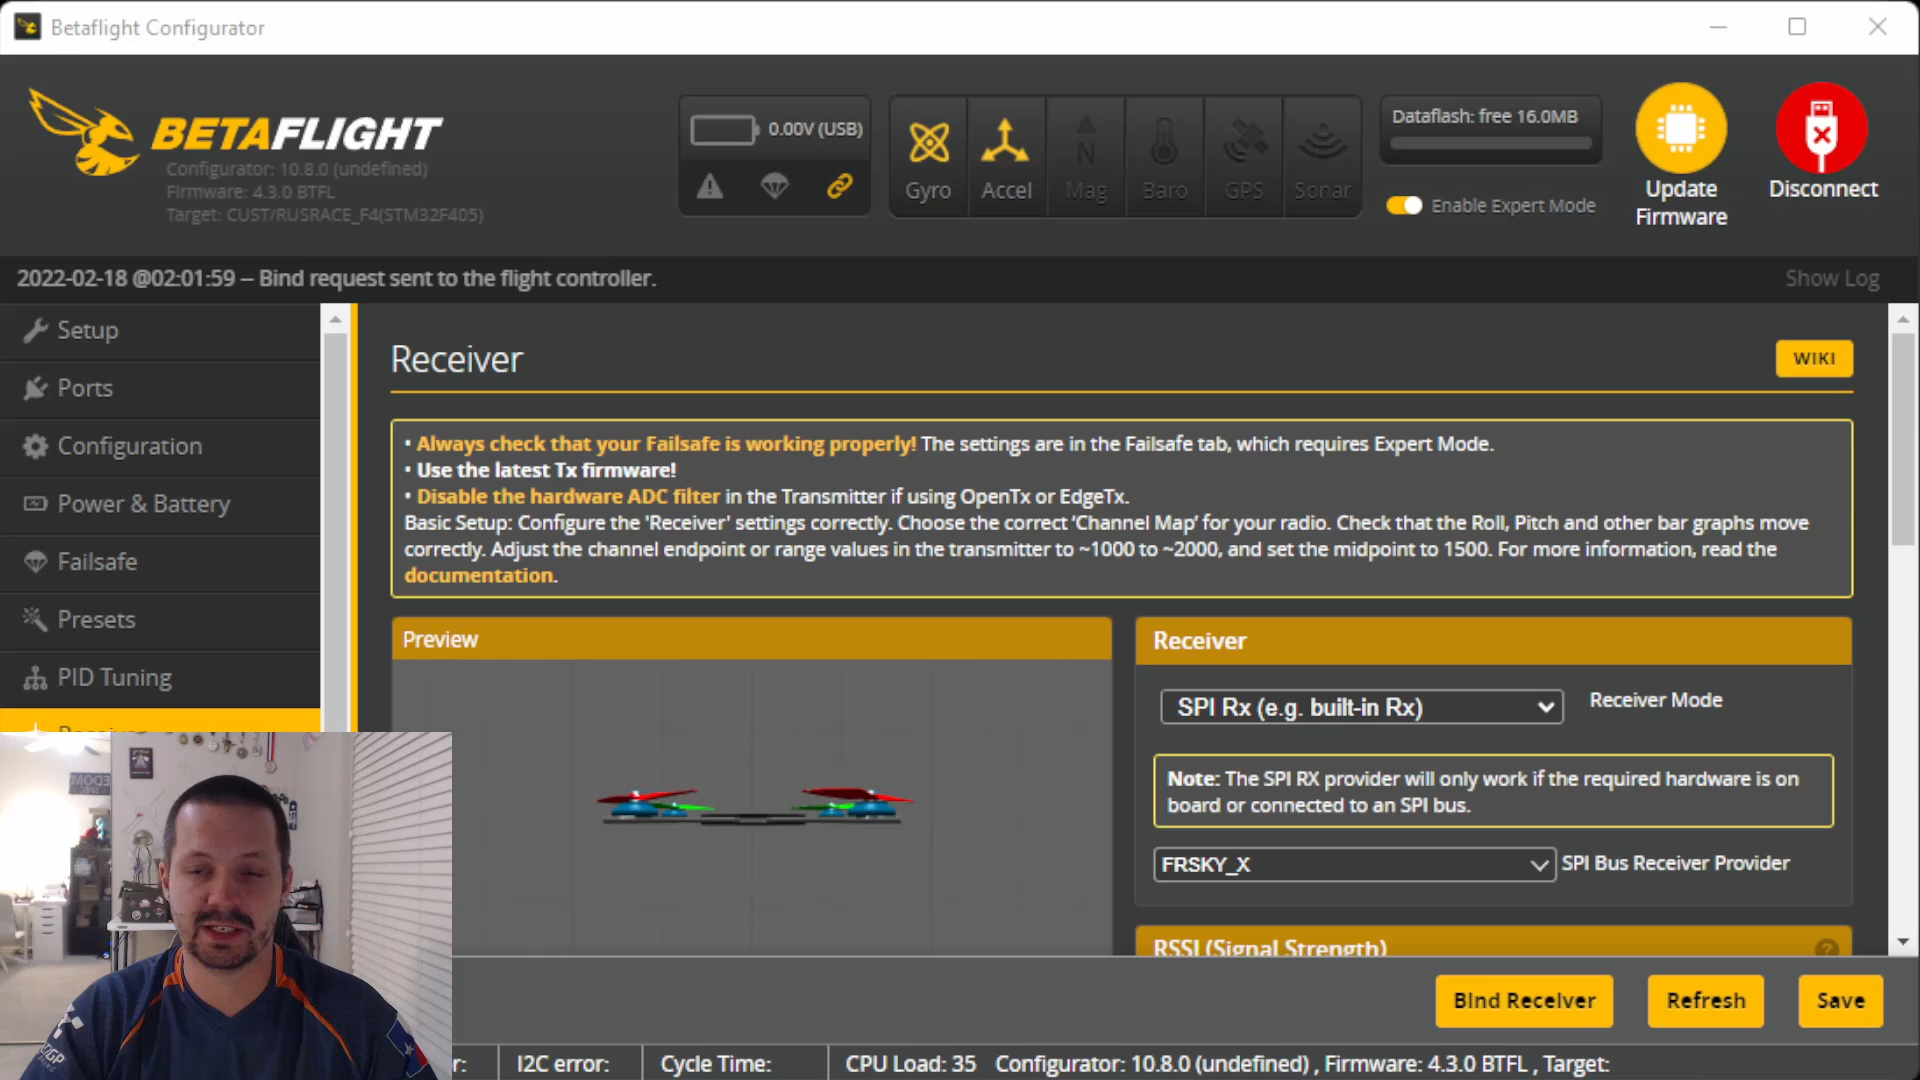 Betaflight Configurator
BETAFLIGHT
Configurator: 10.8.0 (undefined)
Firmware: 4.3.0 BTFL
Target: CUST/RUSRACE_F4(STM32F405)
0.00V (USB)
Gyro
Accel
N
Mag
Baro
GPS
Sonar
Dataflash: free 16.0MB
Enable Expert Mode
Update
Firmware
Disconnect
2022-02-18 @02:01:59 -- Bind request sent to the flight controller.
Show Log
Setup
Ports
Configuration
Power & Battery
Failsafe
Presets
PID Tuning
Receiver
WIKI
• Always check that your Failsafe is working properly! The settings are in the Failsafe tab, which requires Expert Mode.
• Use the latest Tx firmware!
• Disable the hardware ADC filter in the Transmitter if using OpenTx or EdgeTx.
Basic Setup: Configure the 'Receiver' settings correctly. Choose the correct 'Channel Map' for your radio. Check that the Roll, Pitch and other bar graphs move
correctly. Adjust the channel endpoint or range values in the transmitter to ~1000 to ~2000, and set the midpoint to 1500. For more information, read the
documentation.
Preview
Receiver
SPI Rx (e.g. built-in Rx)
Receiver Mode
Note: The SPI RX provider will only work if the required hardware is on
board or connected to an SPI bus.
FRSKY_X
SPI Bus Receiver Provider
RSSI (Signal Strength)
?
Bind Receiver
Refresh
Save
r:
I2C error:
Cycle Time:
CPU Load: 35
Configurator: 10.8.0 (undefined) , Firmware: 4.3.0 BTFL , Target: